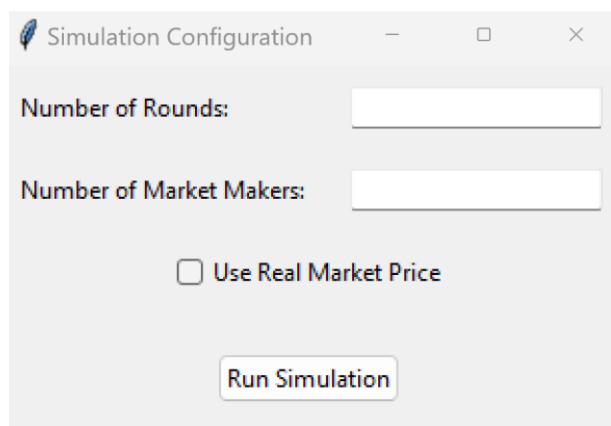 Simulation Configuration
Number of Rounds:
Number of Market Makers:
Use Real Market Price
Run Simulation